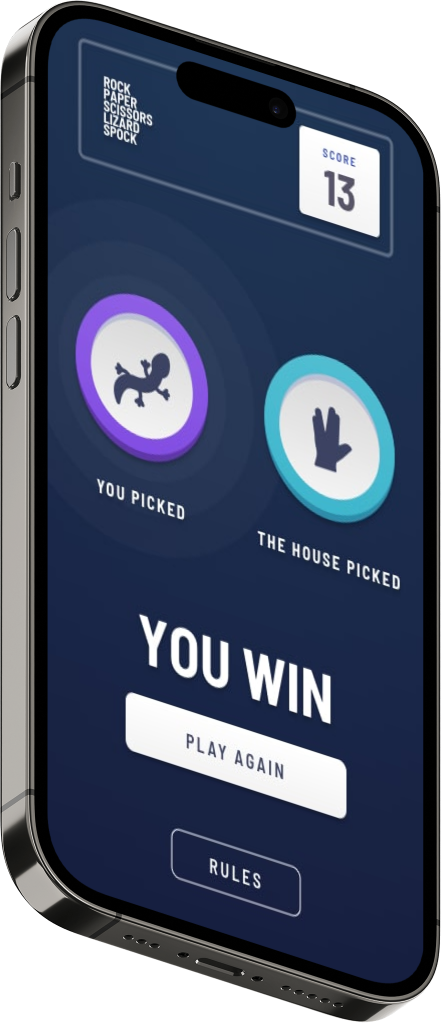 ROCK
PAPER
SCISSORS
LIZARD
SPOCK
SCORE
13
YOU PICKED
THE HOUSE PICKED
YOU WIN
PLAY AGAIN
RULES